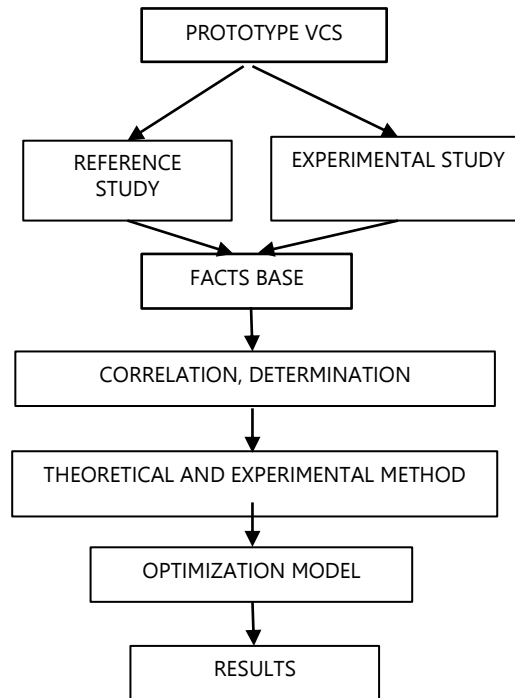 PROTOTYPE VCS
REFERENCE
STUDY
EXPERIMENTAL STUDY
FACTS BASE
CORRELATION, DETERMINATION
THEORETICAL AND EXPERIMENTAL METHOD
OPTIMIZATION MODEL
RESULTS